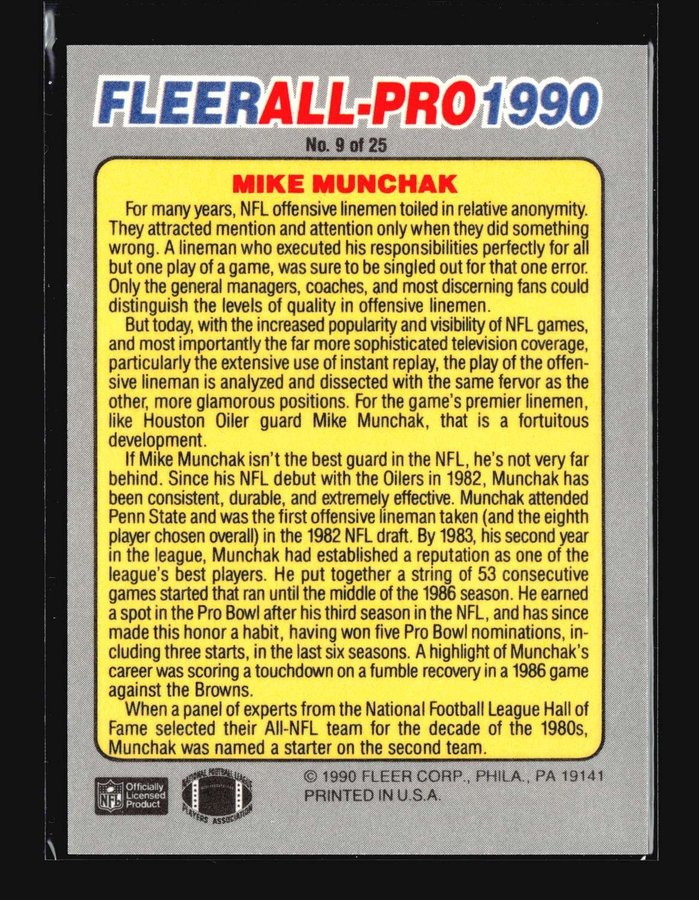 FLEER ALL-PRO 1990
No. 9 of 25
MIKE MUNCHAK
For many years, NFL offensive linemen toiled in relative anonymity.
They attracted mention and attention only when they did something
wrong. A lineman who executed his responsibilities perfectly for all
but one play of a game, was sure to be singled out for that one error.
Only the general managers, coaches, and most discerning fans could
distinguish the levels of quality in offensive linemen.
But today, with the increased popularity and visibility of NFL games,
and most importantly the far more sophisticated television coverage,
particularly the extensive use of instant replay, the play of the offen-
sive lineman is analyzed and dissected with the same fervor as the
other, more glamorous positions. For the game's premier linemen,
like Houston Oiler guard Mike Munchak, that is a fortuitous
development.
If Mike Munchak isn't the best guard in the NFL, he's not very far
behind. Since his NFL debut with the Oilers in 1982, Munchak has
been consistent, durable, and extremely effective. Munchak attended
Penn State and was the first offensive lineman taken (and the eighth
player chosen overall) in the 1982 NFL draft. By 1983, his second year
in the league, Munchak had established a reputation as one of the
league's best players. He put together a string of 53 consecutive
games started that ran until the middle of the 1986 season. He earned
a spot in the Pro Bowl after his third season in the NFL, and has since
made this honor a habit, having won five Pro Bowl nominations, in-
cluding three starts, in the last six seasons. A highlight of Munchak's
career was scoring a touchdown on a fumble recovery in a 1986 game
against the Browns.
When a panel of experts from the National Football League Hall of
Fame selected their All-NFL team for the decade of the 1980s,
Munchak was named a starter on the second team.
NFL
Officially
Licensed
Product
NATIONAL FOOTBALL LEAGUE
PLAYERS ASSOCIATION
© 1990 FLEER CORP., PHILA., PA 19141
PRINTED IN U.S.A.